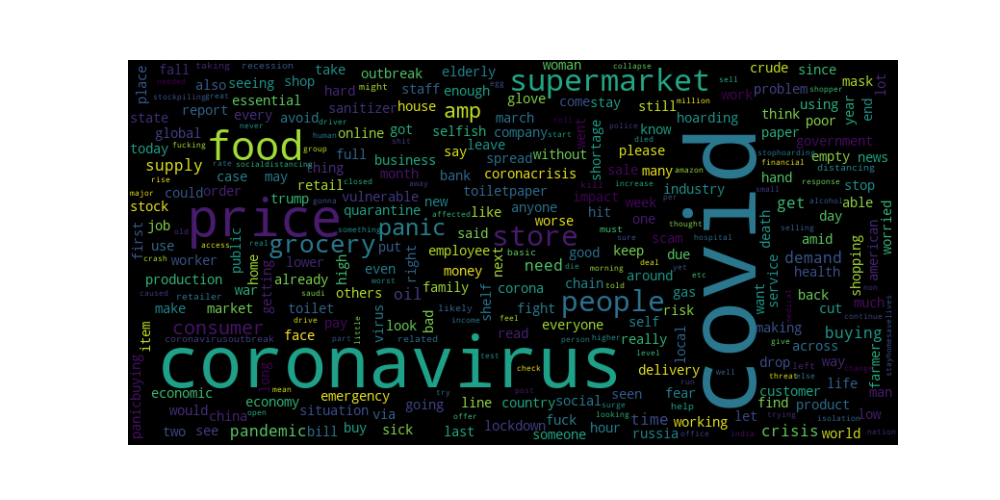 place
fall
taking
recession
take
outbreak
elderly
woman
collapse
crude
since
also
seeing
shop
might
staff
enough
egg
supermarket
sell
mask
lot
needed
stockpiling
great
hard
glove
come
stay
still
million
work
problem
using
year
end
report
essential
sanitizer
house
amp
march
hoarding
think
poor
state
every
avoid
driver
never
human
online
got
selfish
company
start
roll
went
police
know
paper
government
global
fucking
food
group
shit
leave
died
stophoarding
empty
news
today
rate
socialdistancing
full
business
say
spread
without
shortage
please
financial
distancing
supply
case
may
thing
month
bank
coronacrisis
sale
many
amazon
hand
stop
rise
major
could
order
retail
closed
away
vulnerable
toiletpaper
kill
increase
per
industry
small
response
able
stock
trump
gonna
quarantine
new
anyone
impact
week
alcohol
get
job
old
price
something
affected
like
worse
hit
one
must
thought
selling
day
first
use
access
real
panic
said
store
scam
sure
hospital
covid
death
amid
worried
crash
worker
public
grocery
put
employee
next
basic
good
keep
due
demand
american
production
home
lower
high
even
right
worst
money
need
die
morning
chain
told
around
deal
yet
etc
health
service
shopping
caused
retailer
war
getting
already
others
saudi
oil
family
shelf
corona
gas
want
back
much
make
market
toilet
drive
little
virus
likely
income
fight
people
risk
medical
cut
continue
non
item
consumer
pay
look
bad
feel
everyone
self
making
buying
stayhomesavelives
coronavirusoutbreak
face
part
related
read
person
higher
really
local
give
across
farmer
panicbuying
long
coronavirus
test
check
level
delivery
well
drop
left
way
change
economic
mean
emergency
try
post
seen
fear
run
threat
else
life
man
would
economy
situation
going
line
country
social
surge
help
customer
product
china
open
via
offer
fuck
looking
time
working
let
find
trying
isolation
low
two
see
pandemic
bill
buy
sick
last
lockdown
someone
hour
russia
office
india
crisis
world
nation
shopper